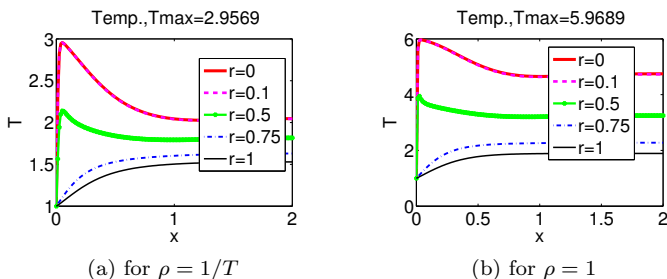 Temp.,Tmax=2.9569
3
2.5
2
1.5
1
T
0
1
2
x
r=0
r=0.1
r=0.5
r=0.75
r=1
(a) for ρ = 1/T
Temp.,Tmax=5.9689
6
4
2
0
T
0
0.5
1
1.5
2
x
r=0
r=0.1
r=0.5
r=0.75
r=1
(b) for ρ = 1